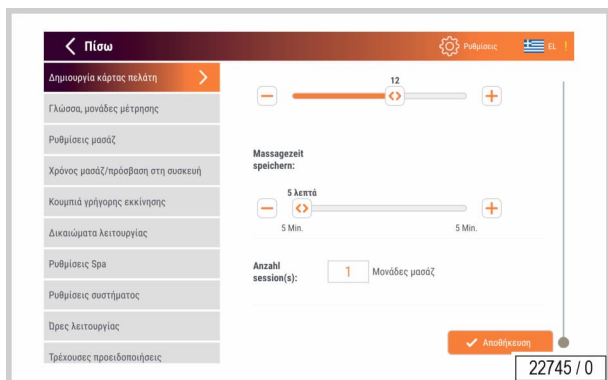 Πίσω
Ρυθμίσεις
EL !
Δημιουργία κάρτας πελάτη
Γλώσσα, μονάδες μέτρησης
Ρυθμίσεις μασάζ
Χρόνος μασάζ/πρόσβαση στη συσκευή
Κουμπιά γρήγορης εκκίνησης
Δικαιώματα λειτουργίας
Ρυθμίσεις Spa
Ρυθμίσεις συστήματος
Ώρες λειτουργίας
Τρέχουσες προειδοποιήσεις
12
Massagezeit
speichern:
5 λεπτά
5 Min.
5 Min.
Anzahl
session(s):
1 Μονάδες μασάζ
Αποθήκευση
22745 / 0